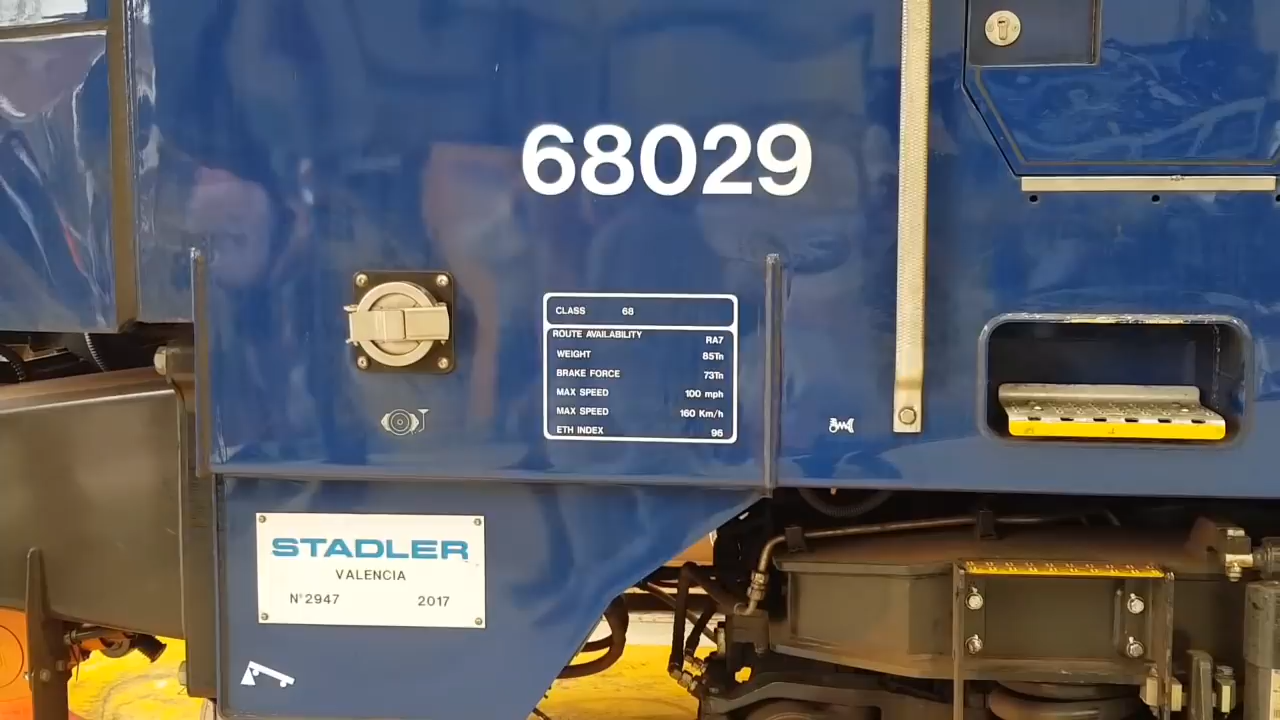 68029
CLASS 68
ROUTE AVAILABILITY RA7
WEIGHT 85Tn
BRAKE FORCE 73Tn
MAX SPEED 100 mph
MAX SPEED 160 Km/h
ETH INDEX 96
STADLER
VALENCIA
Nº 2947 2017